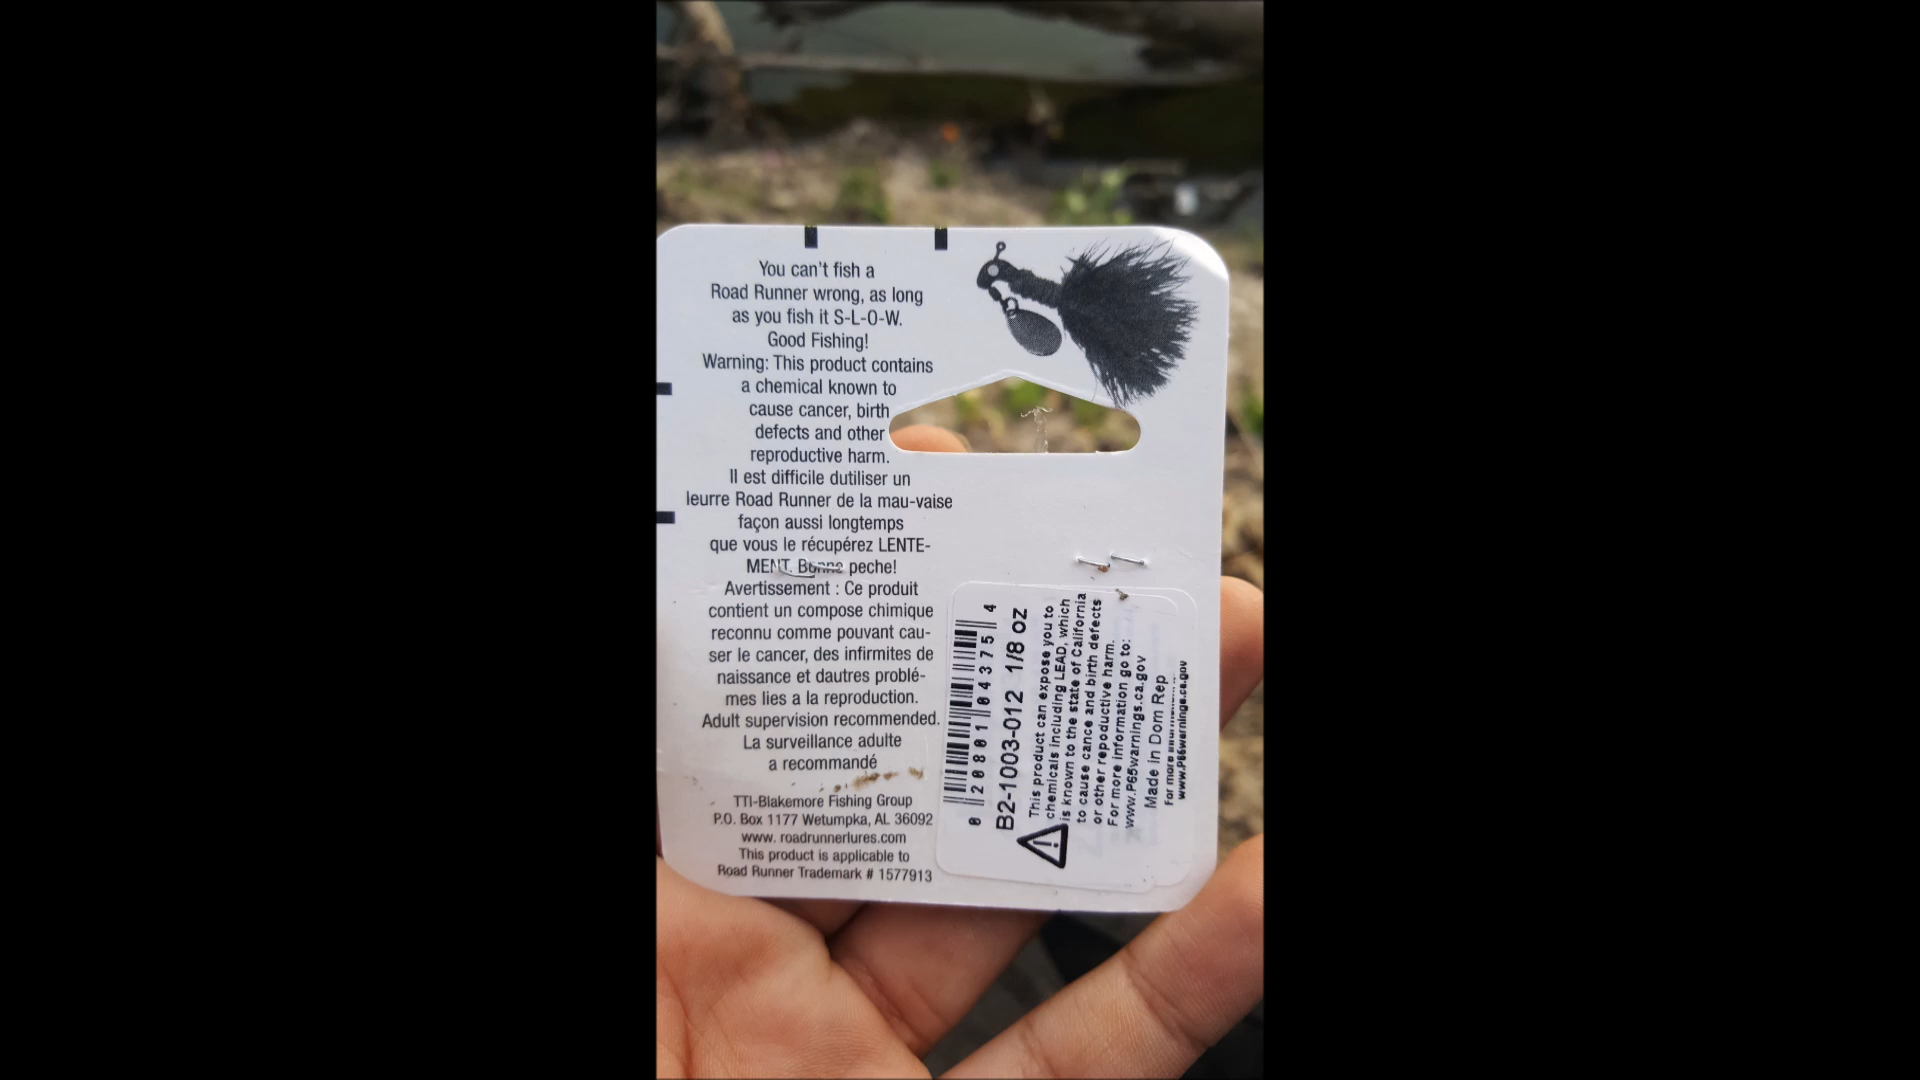 You can't fish a
Road Runner wrong, as long
as you fish it S-L-O-W.
Good Fishing!
Warning: This product contains
a chemical known to
cause cancer, birth
defects and other
reproductive harm.
Il est difficile dutiliser un
leurre Road Runner de la mau-vaise
façon aussi longtemps
que vous le récupérez LENTE-
MENT. Bonne peche!
Avertissement : Ce produit
contient un compose chimique
reconnu comme pouvant cau-
ser le cancer, des infirmites de
naissance et dautres problé-
mes lies a la reproduction.
Adult supervision recommended.
La surveillance adulte
a recommandé
TTI-Blakemore Fishing Group
P.O. Box 1177 Wetumpka, AL 36092
www. roadrunnerlures.com
This product is applicable to
Road Runner Trademark # 1577913
0 20801 04375 4
B2-1003-012 1/8 oz
This product can expose you to
chemicals including LEAD, which
is known to the state of California
to cause cance and birth defects
or other repoductive harm.
For more information go to:
www.P65warnings.ca.gov
Made in Dom Rep
For more
www.P65warnings.ca.gov